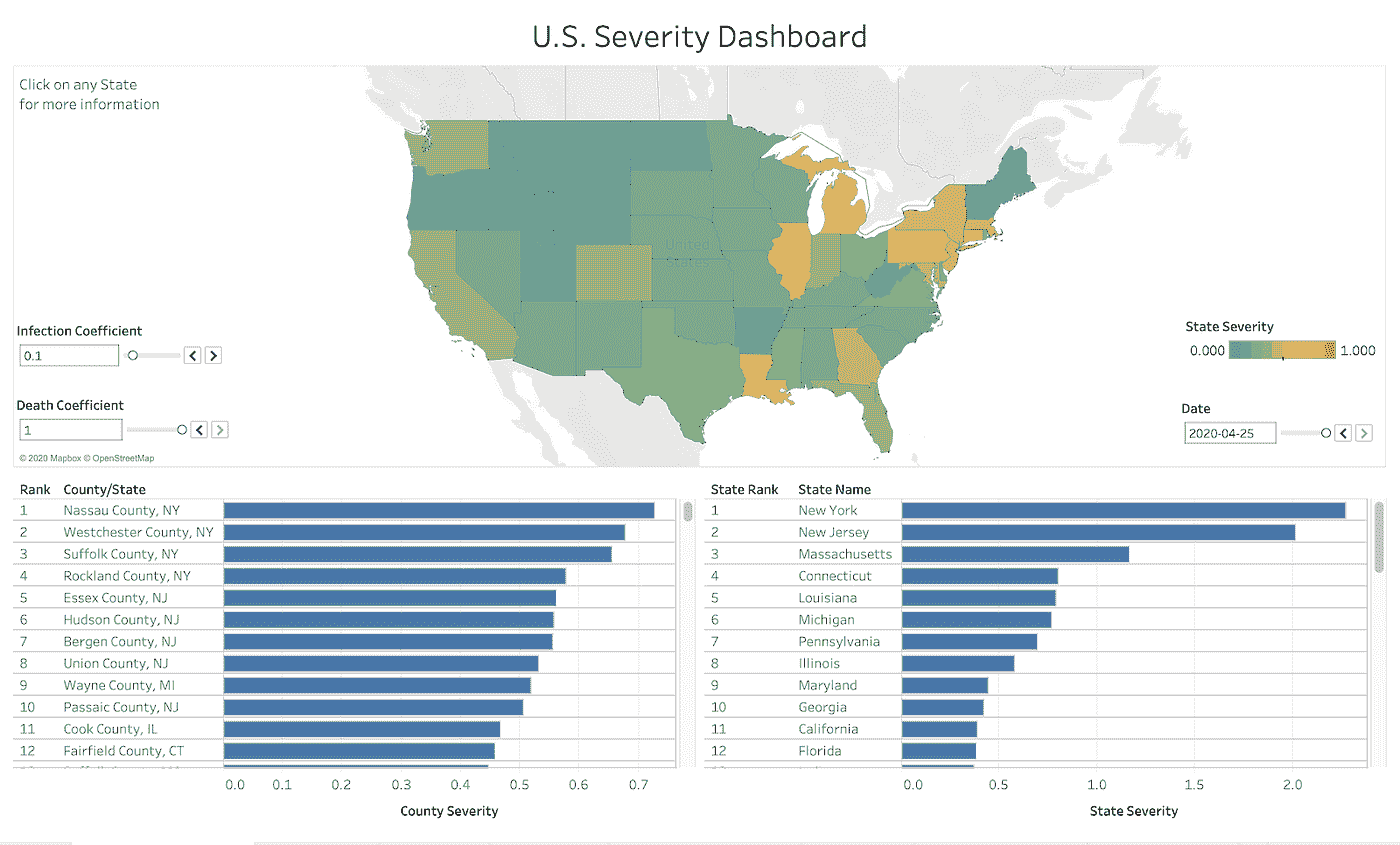 U.S. Severity Dashboard
Click on any State
for more information
United
States
Infection Coefficient
0.1
Death Coefficient
1
© 2020 Mapbox © OpenStreetMap
State Severity
0.000 1.000
Date
2020-04-25
Rank County/State
1 Nassau County, NY
2 Westchester County, NY
3 Suffolk County, NY
4 Rockland County, NY
5 Essex County, NJ
6 Hudson County, NJ
7 Bergen County, NJ
8 Union County, NJ
9 Wayne County, MI
10 Passaic County, NJ
11 Cook County, IL
12 Fairfield County, CT
0.0 0.1 0.2 0.3 0.4 0.5 0.6 0.7
County Severity
State Rank State Name
1 New York
2 New Jersey
3 Massachusetts
4 Connecticut
5 Louisiana
6 Michigan
7 Pennsylvania
8 Illinois
9 Maryland
10 Georgia
11 California
12 Florida
0.0 0.5 1.0 1.5 2.0
State Severity